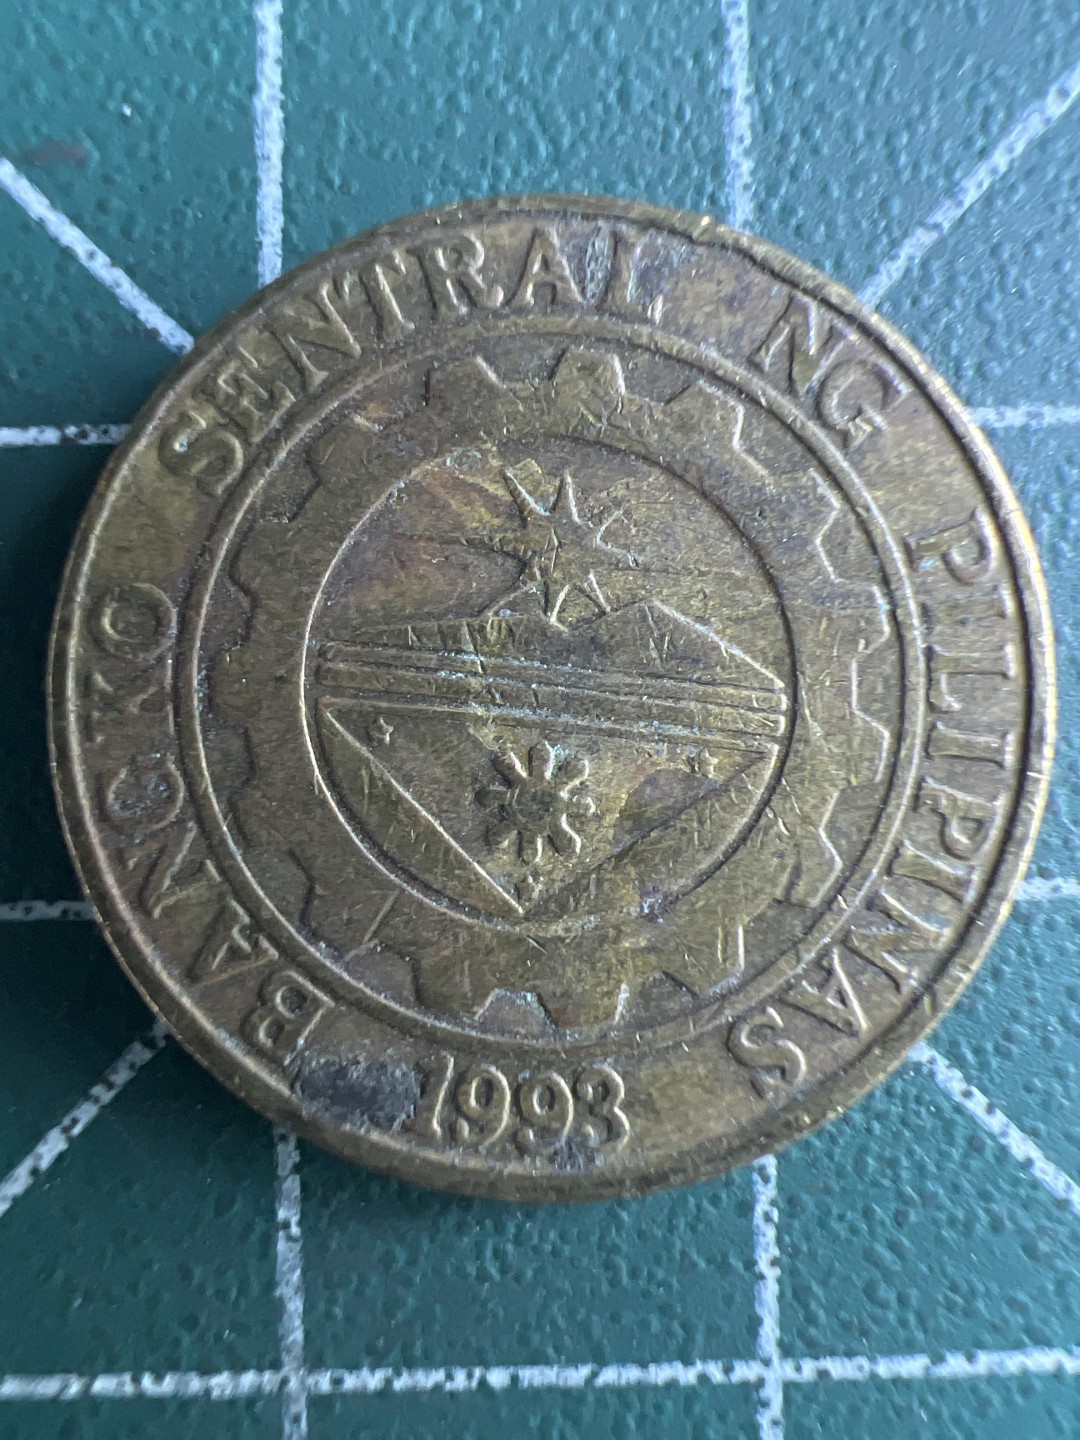 BANGKO SENTRAL NG PILIPINAS
1993